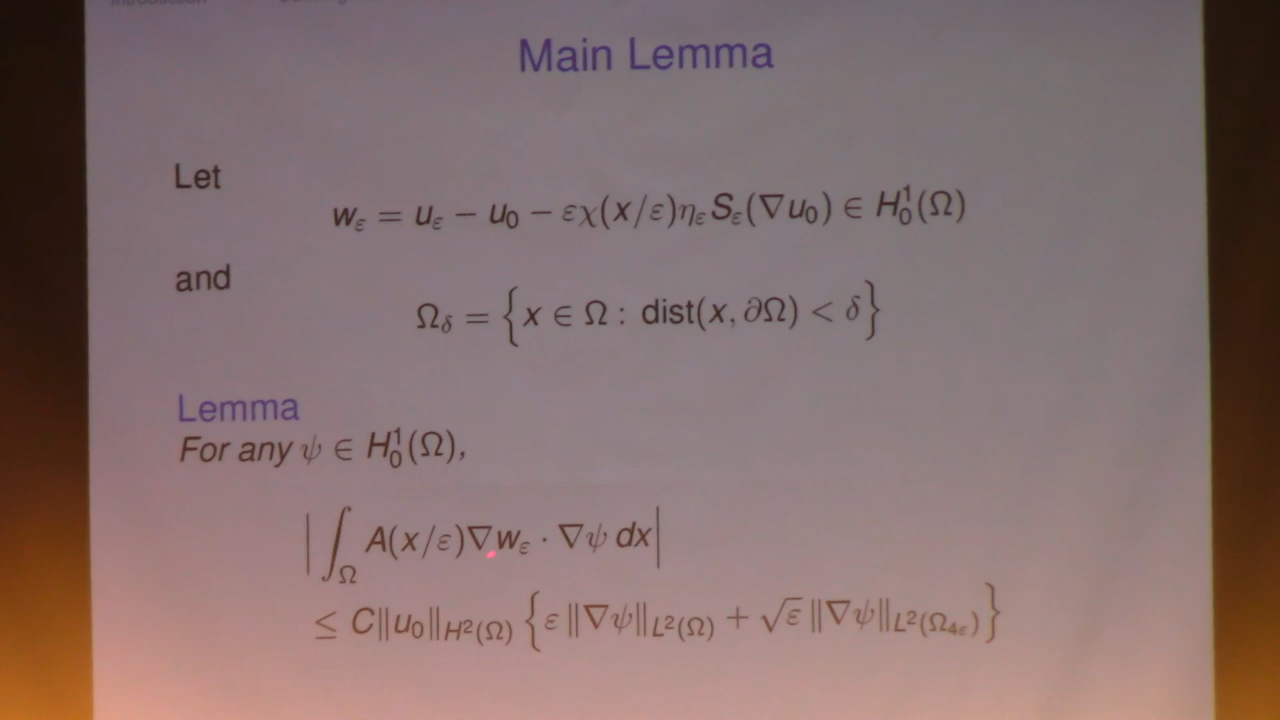 Main Lemma
Let
w_ε = u_ε − u_0 − εχ(x/ε)η_ε S_ε(∇u_0) ∈ H^1_0(Ω)
and
Ω_δ = {x ∈ Ω : dist(x, ∂Ω) < δ}
Lemma
For any ψ ∈ H^1_0(Ω),
|∫_Ω A(x/ε)∇w_ε · ∇ψ dx|
≤ C‖u_0‖_{H^2(Ω)} {ε ‖∇ψ‖_{L^2(Ω)} + √ε ‖∇ψ‖_{L^2(Ω_{4ε})}}